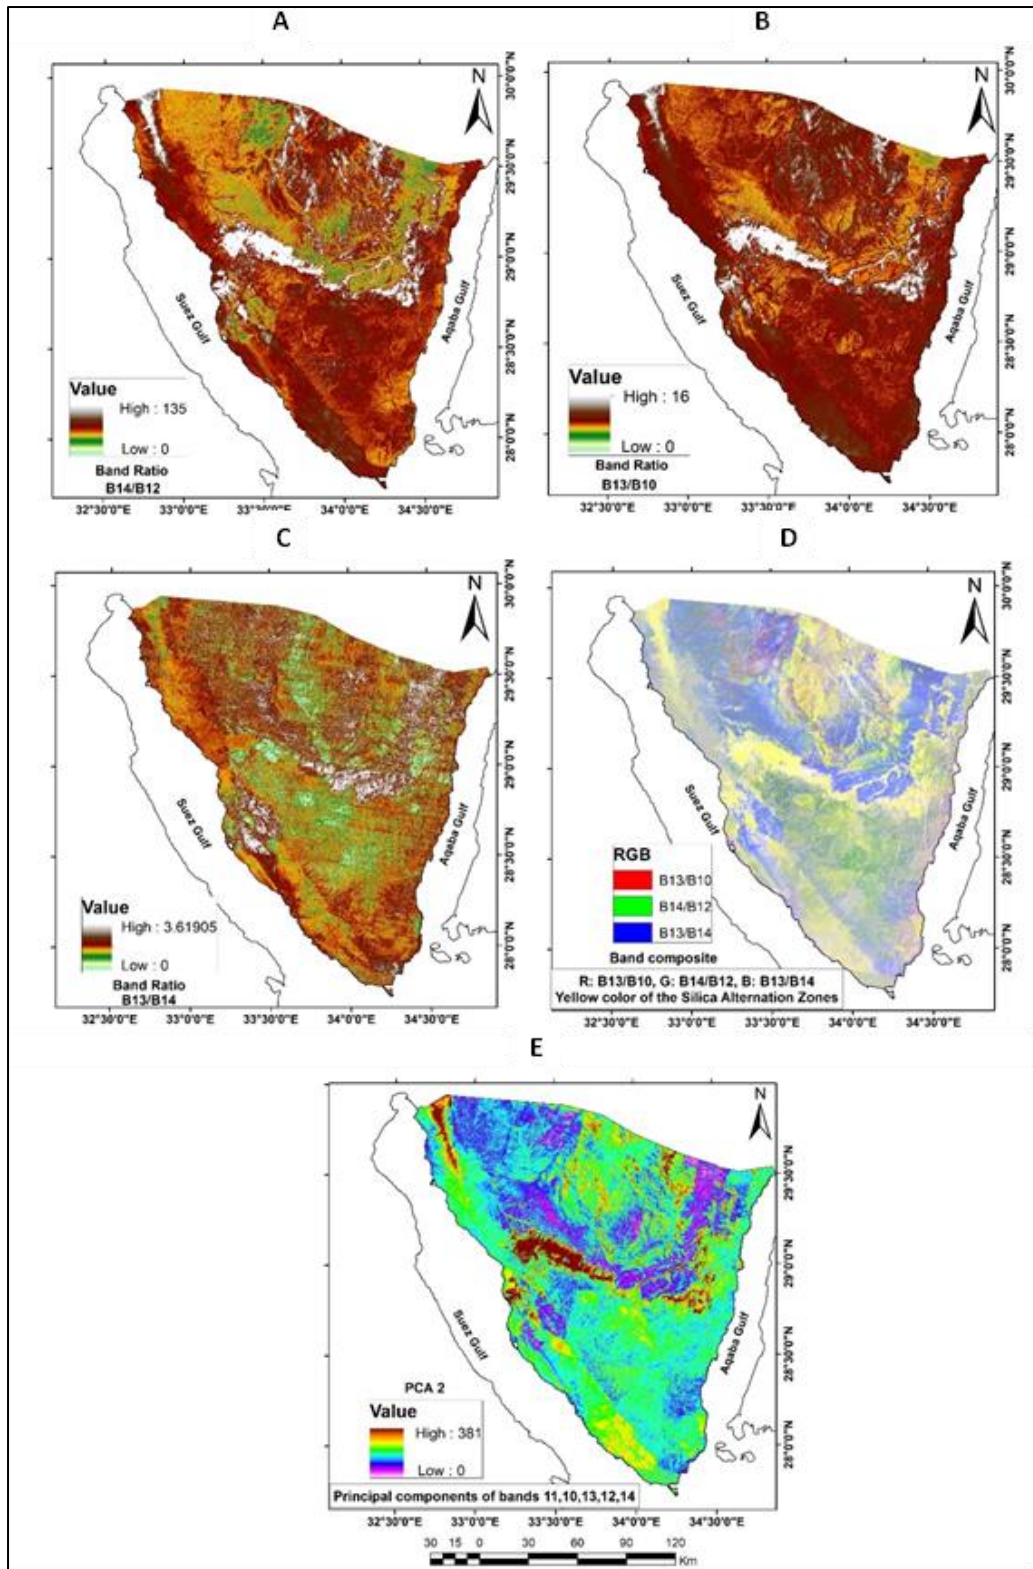 A
N
30°0'0"N
29°30'0"N
29°0'0"N
28°30'0"N
28°0'0"N
Suez Gulf
Aqaba Gulf
Value
High : 135
Low : 0
Band Ratio
B14/B12
32°30'0"E 33°0'0"E 33°30'0"E 34°0'0"E 34°30'0"E
B
N
30°0'0"N
29°30'0"N
29°0'0"N
28°30'0"N
28°0'0"N
Suez Gulf
Aqaba Gulf
Value
High : 16
Low : 0
Band Ratio
B13/B10
32°30'0"E 33°0'0"E 33°30'0"E 34°0'0"E 34°30'0"E
C
N
30°0'0"N
29°30'0"N
29°0'0"N
28°30'0"N
28°0'0"N
Suez Gulf
Aqaba Gulf
Value
High : 3.61905
Low : 0
Band Ratio
B13/B14
32°30'0"E 33°0'0"E 33°30'0"E 34°0'0"E 34°30'0"E
D
N
30°0'0"N
29°30'0"N
29°0'0"N
28°30'0"N
28°0'0"N
Suez Gulf
Aqaba Gulf
RGB
B13/B10
B14/B12
B13/B14
Band composite
R: B13/B10, G: B14/B12, B: B13/B14
Yellow color of the Silica Alternation Zones
32°30'0"E 33°0'0"E 33°30'0"E 34°0'0"E 34°30'0"E
E
N
29°30'0"N
29°0'0"N
28°30'0"N
28°0'0"N
Suez Gulf
Aqaba Gulf
PCA 2
Value
High : 381
Low : 0
Principal components of bands 11,10,13,12,14
32°30'0"E 33°0'0"E 33°30'0"E 34°0'0"E 34°30'0"E
30 15 0 30 60 90 120
Km